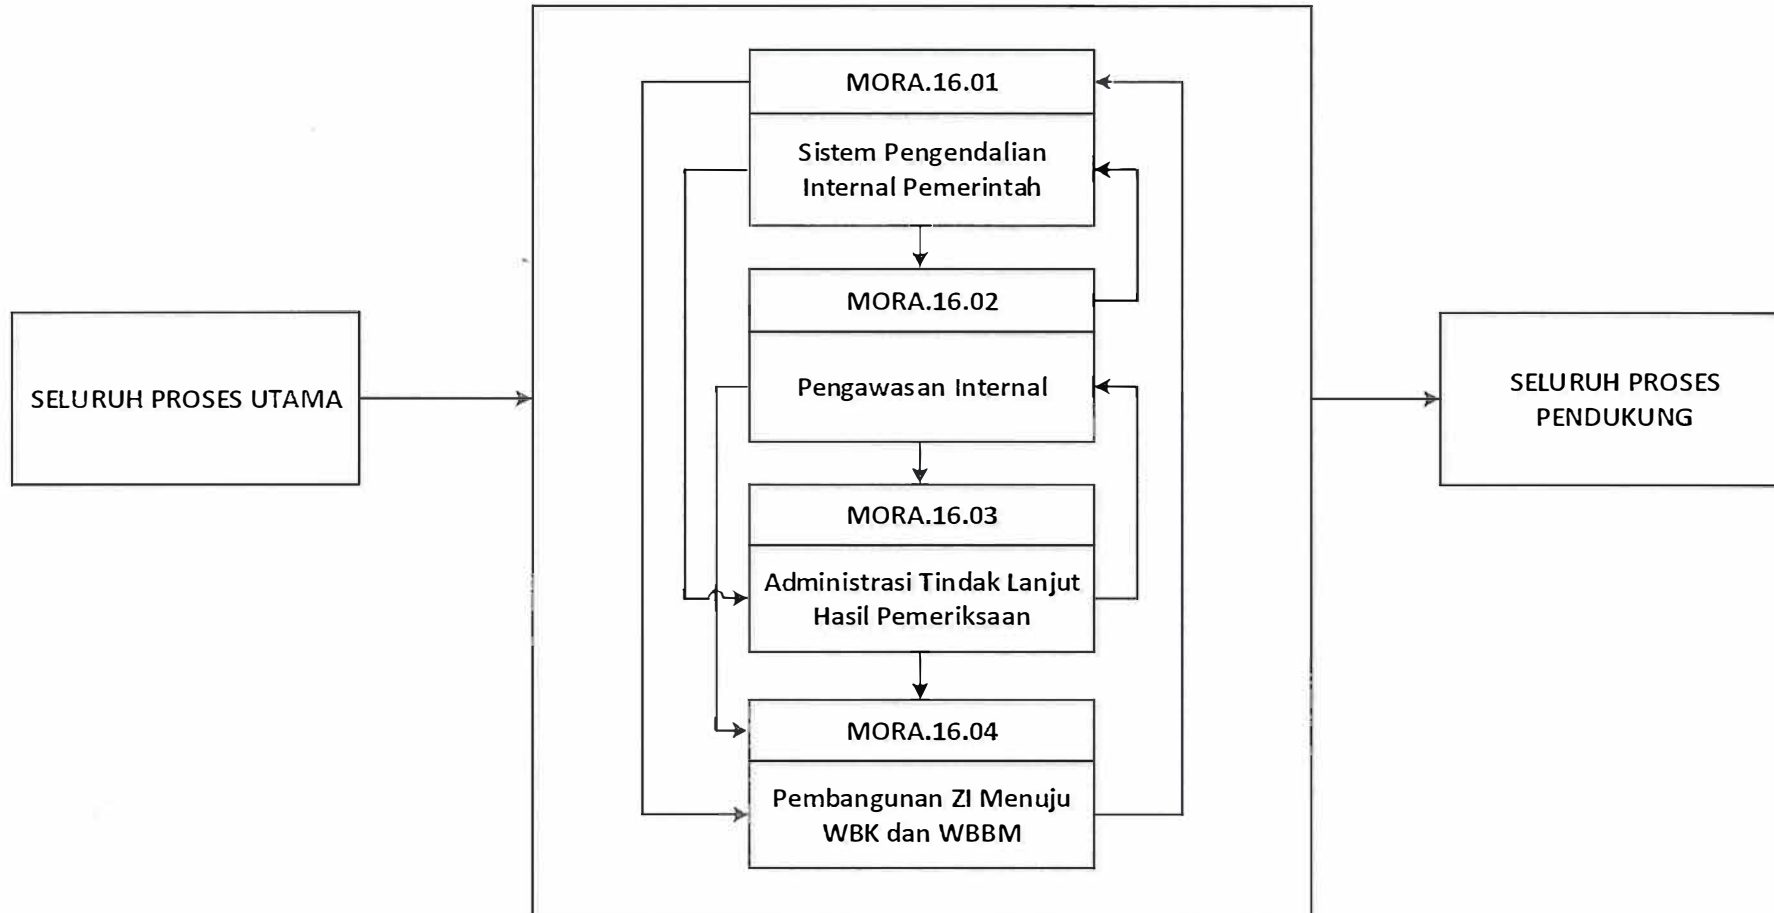 MORA.16.01
Sistem Pengendalian
Internal Pemerintah
MORA.16.02
Pengawasan Internal
MORA.16.03
Administrasi Tindak Lanjut
Hasil Pemeriksaan
MORA.16.04
Pembangunan ZI Menuju
WBK dan WBBM
SELURUH PROSES UTAMA
SELURUH PROSES
PENDUKUNG